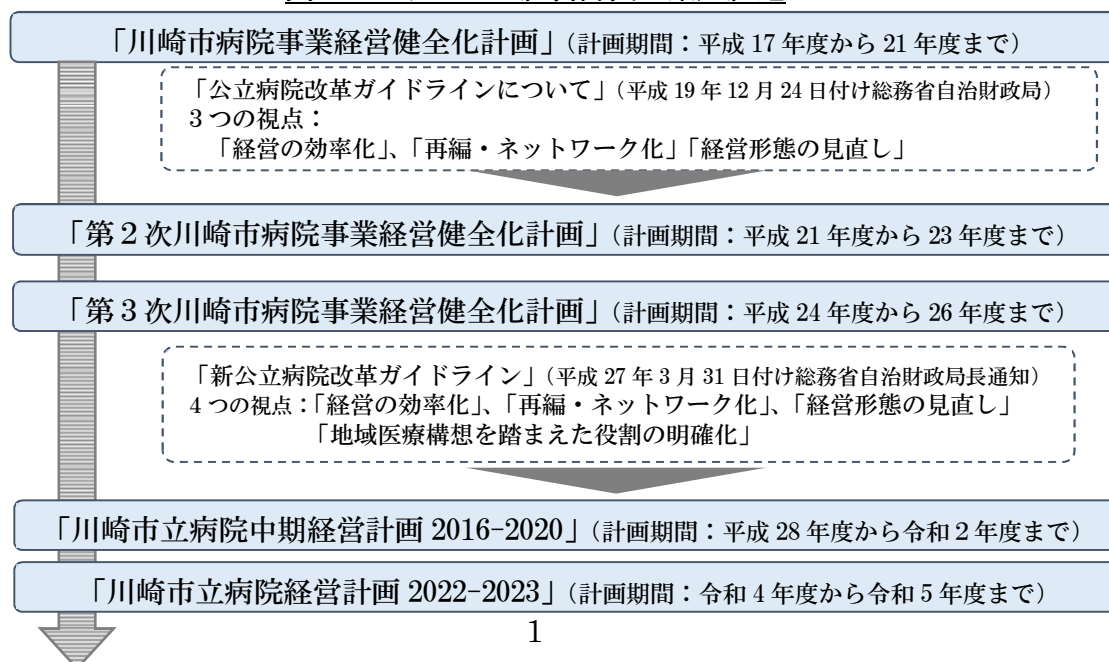 「川崎市病院事業経営健全化計画」（計画期間：平成 17 年度から 21 年度まで）
「公立病院改革ガイドラインについて」（平成 19 年 12 月 24 日付け総務省自治財政局）
３つの視点：
「経営の効率化」、「再編・ネットワーク化」「経営形態の見直し」
「第２次川崎市病院事業経営健全化計画」（計画期間：平成 21 年度から 23 年度まで）
「第３次川崎市病院事業経営健全化計画」（計画期間：平成 24 年度から 26 年度まで）
「新公立病院改革ガイドライン」（平成 27 年 3 月 31 日付け総務省自治財政局長通知）
４つの視点：「経営の効率化」、「再編・ネットワーク化」、「経営形態の見直し」
「地域医療構想を踏まえた役割の明確化」
「川崎市立病院中期経営計画 2016-2020」（計画期間：平成 28 年度から令和２年度まで）
「川崎市立病院経営計画 2022-2023」（計画期間：令和４年度から令和５年度まで）
1